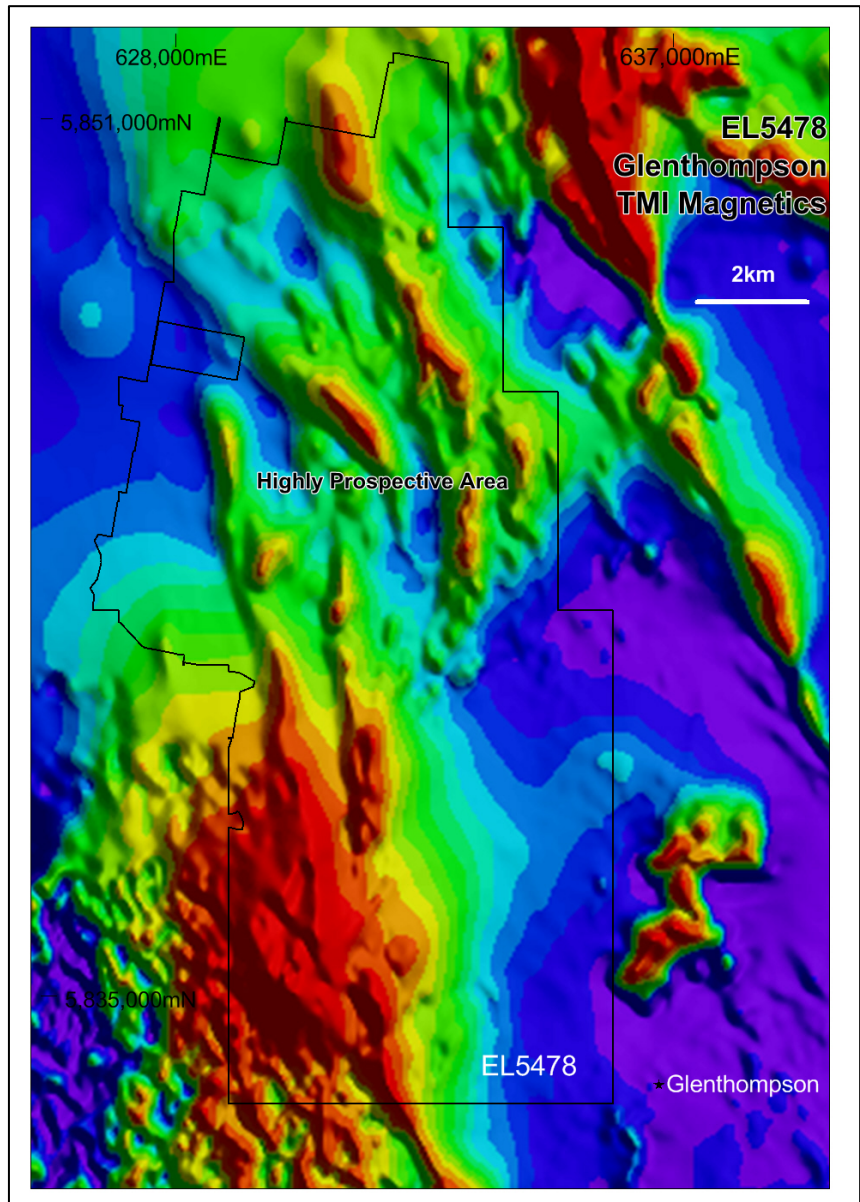 628,000mE
637,000mE
5,851,000mN
EL5478
Glenthompson
TMI Magnetics
2km
Highly Prospective Area
5,835,000mN
EL5478
Glenthompson